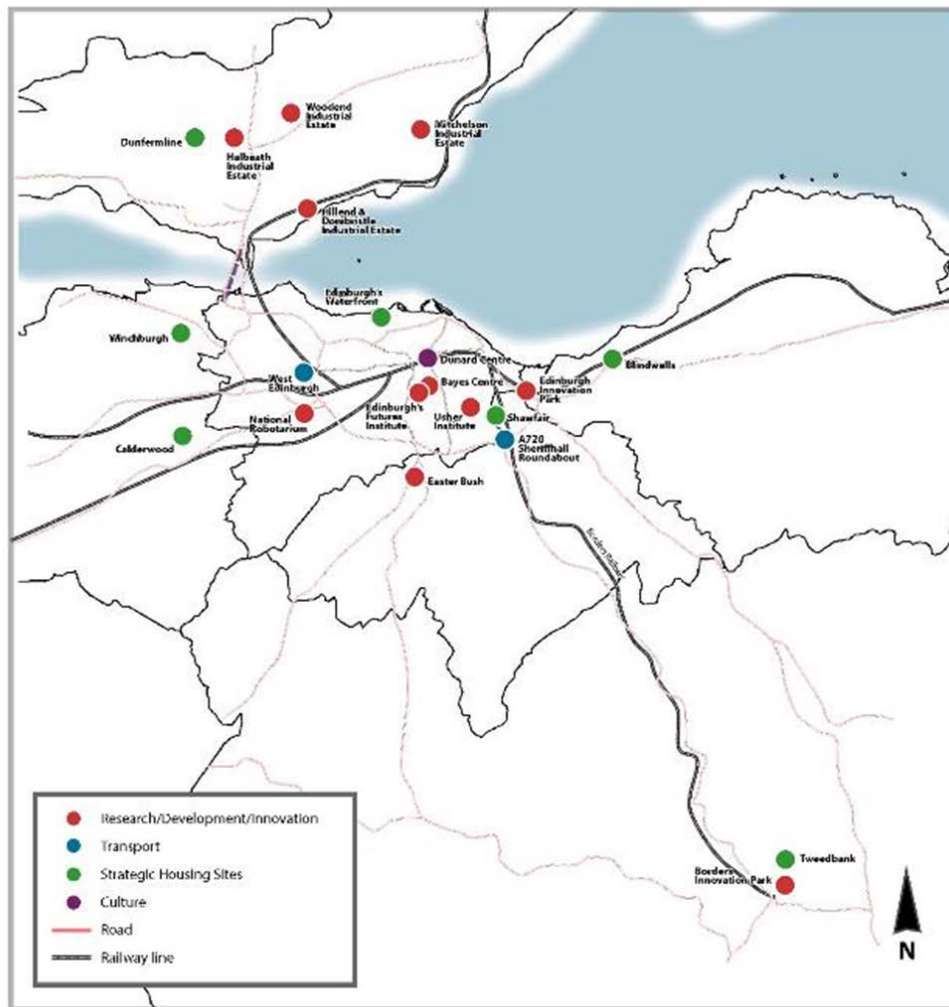 Woodend
Industrial
Estate
Mitchelson
Industrial
Estate
Dunfermline
Halbeath
Industrial
Estate
Hillend &
Donibristle
Industrial Estate
Edinburgh's
Waterfront
Winchburgh
Dunard Centre
Blindwells
West
Edinburgh
Bayes Centre
Edinburgh
Innovation
Park
National
Robotarium
Edinburgh's
Futures
Institute
Usher
Institute
Shawfair
Calderwood
A720
Sheriffhall
Roundabout
Easter Bush
Borders Railway
Research/Development/Innovation
Transport
Strategic Housing Sites
Culture
Road
Railway line
Tweedbank
Borders
Innovation Park
N